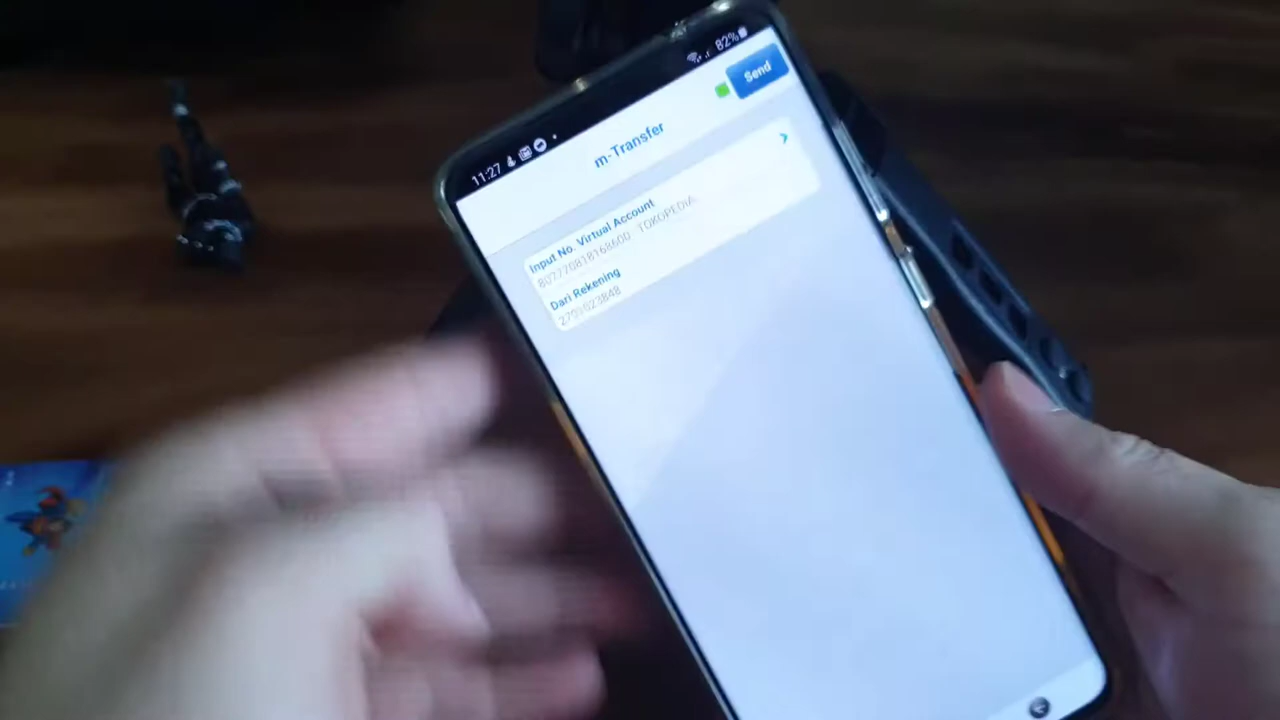 11:27
82%
Send
m-Transfer
Input No. Virtual Account
TOKOPEDIA
Dari Rekening